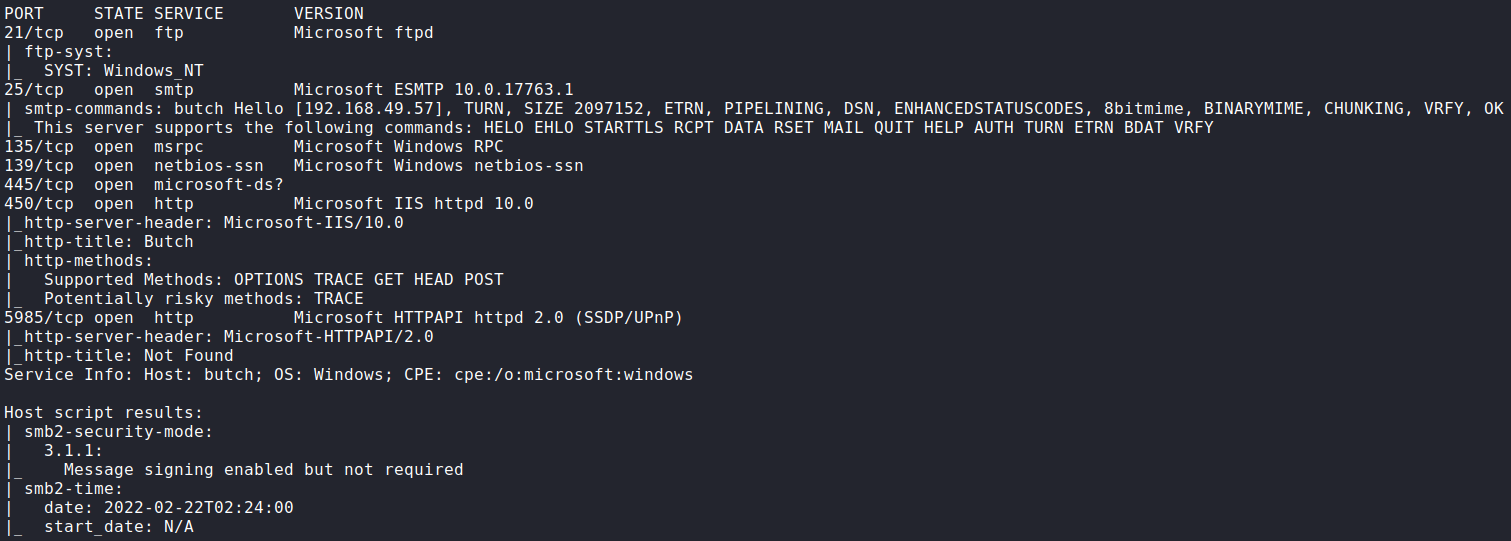 PORT     STATE SERVICE       VERSION
21/tcp   open  ftp           Microsoft ftpd
| ftp-syst:
|_  SYST: Windows_NT
25/tcp   open  smtp          Microsoft ESMTP 10.0.17763.1
| smtp-commands: butch Hello [192.168.49.57], TURN, SIZE 2097152, ETRN, PIPELINING, DSN, ENHANCEDSTATUSCODES, 8bitmime, BINARYMIME, CHUNKING, VRFY, OK
|_ This server supports the following commands: HELO EHLO STARTTLS RCPT DATA RSET MAIL QUIT HELP AUTH TURN ETRN BDAT VRFY
135/tcp  open  msrpc         Microsoft Windows RPC
139/tcp  open  netbios-ssn   Microsoft Windows netbios-ssn
445/tcp  open  microsoft-ds?
450/tcp  open  http          Microsoft IIS httpd 10.0
|_http-server-header: Microsoft-IIS/10.0
|_http-title: Butch
| http-methods:
|   Supported Methods: OPTIONS TRACE GET HEAD POST
|_  Potentially risky methods: TRACE
5985/tcp open  http          Microsoft HTTPAPI httpd 2.0 (SSDP/UPnP)
|_http-server-header: Microsoft-HTTPAPI/2.0
|_http-title: Not Found
Service Info: Host: butch; OS: Windows; CPE: cpe:/o:microsoft:windows

Host script results:
| smb2-security-mode:
|   3.1.1:
|_    Message signing enabled but not required
| smb2-time:
|   date: 2022-02-22T02:24:00
|_  start_date: N/A